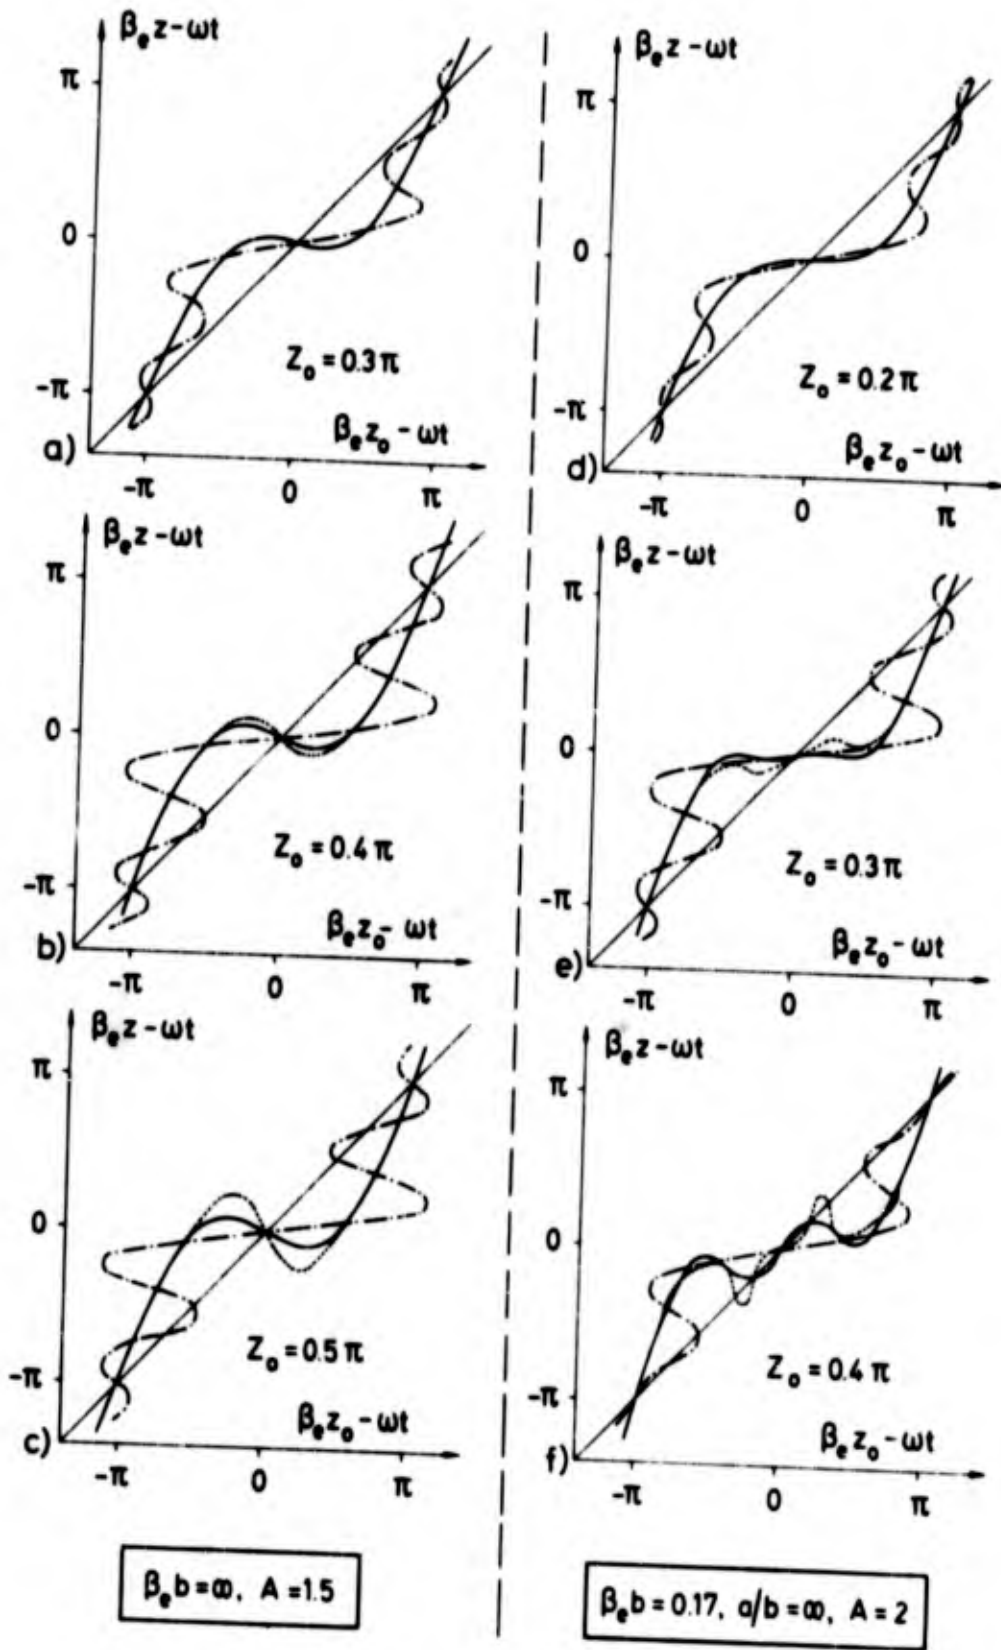 βₑz-ωt
π
0
-π
Z₀ = 0.3π
βₑz₀-ωt
a)
-π 0 π
βₑz-ωt
π
0
-π
Z₀ = 0.4π
βₑz₀-ωt
b)
-π 0 π
βₑz-ωt
π
0
-π
Z₀ = 0.5π
βₑz₀-ωt
c)
-π 0 π
βₑb=∞, A=1.5
βₑz-ωt
π
0
-π
Z₀ = 0.2π
βₑz₀-ωt
d)
-π 0 π
βₑz-ωt
π
0
-π
Z₀ = 0.3π
βₑz₀-ωt
e)
-π 0 π
βₑz-ωt
π
0
-π
Z₀ = 0.4π
βₑz₀-ωt
f)
-π 0 π
βₑb=0.17, a/b=∞, A=2